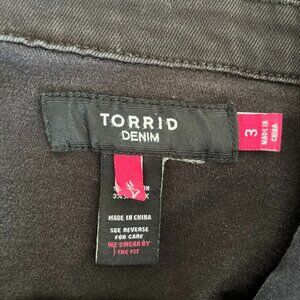 TORRID
DENIM
3
MADE IN
CHINA
MADE IN CHINA
SEE REVERSE
FOR CARE
WE SWEAR BY
THE FIT